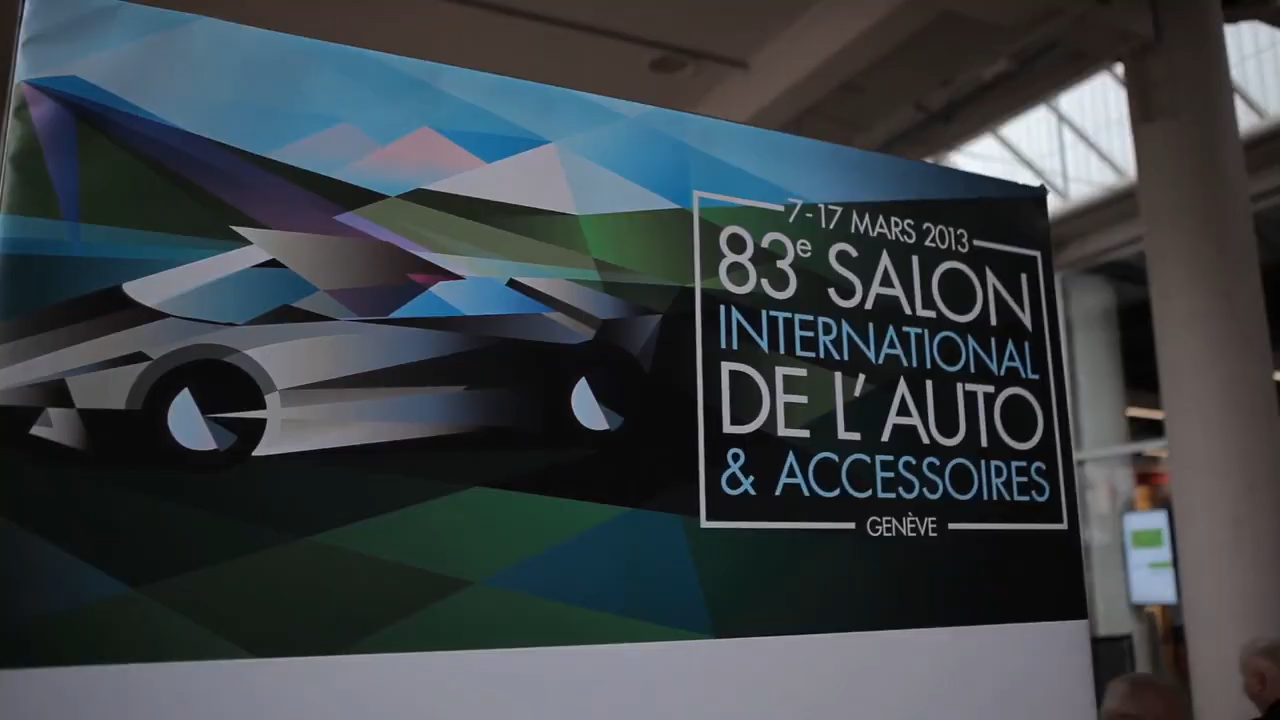 7-17 MARS 2013
83e SALON
INTERNATIONAL
DE L'AUTO
& ACCESSOIRES
GENÈVE